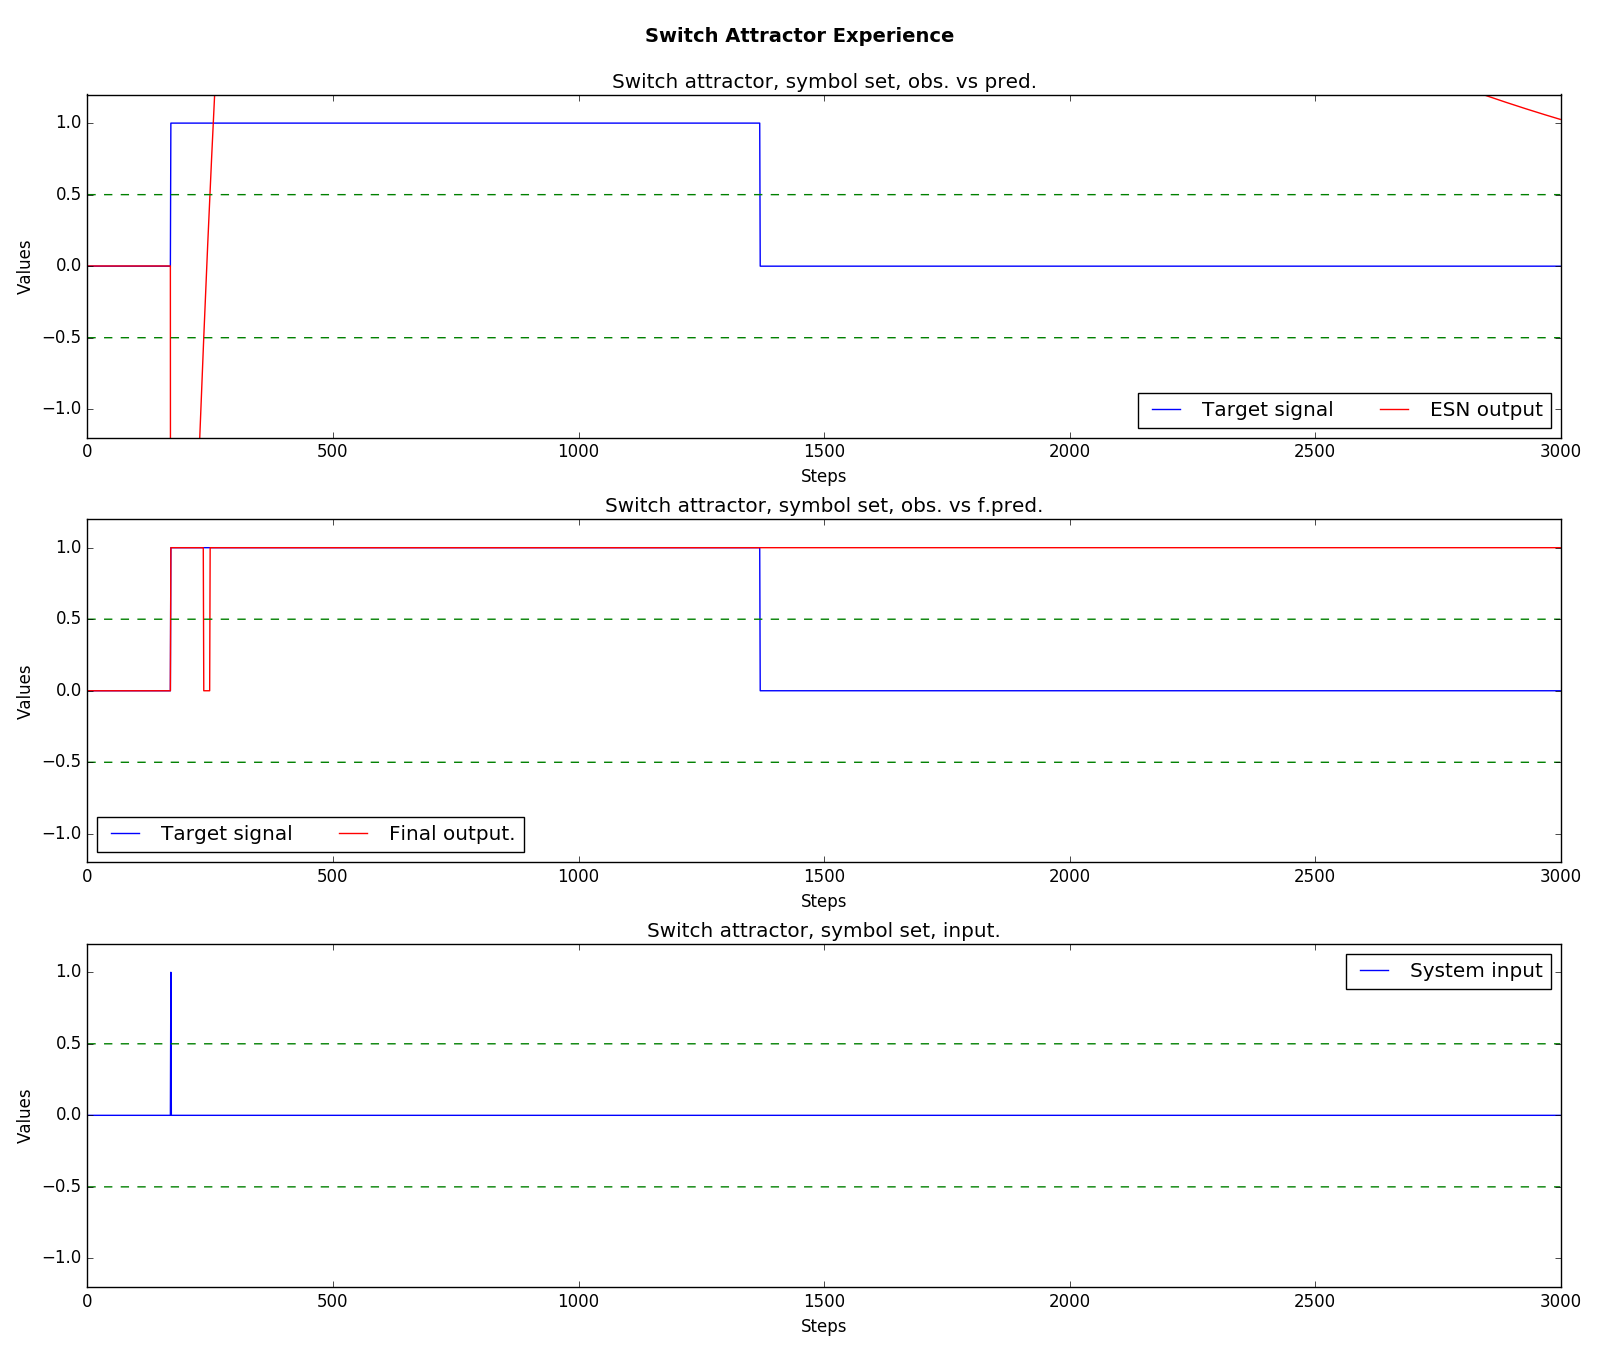 Switch Attractor Experience
Switch attractor, symbol set, obs. vs pred.
1.0
0.5
0.0
−0.5
−1.0
Values
Target signal ESN output
0 500 1000 1500 2000 2500 3000
Steps
Switch attractor, symbol set, obs. vs f.pred.
1.0
0.5
0.0
−0.5
−1.0
Values
Target signal Final output.
0 500 1000 1500 2000 2500 3000
Steps
Switch attractor, symbol set, input.
System input
1.0
0.5
0.0
−0.5
−1.0
Values
0 500 1000 1500 2000 2500 3000
Steps